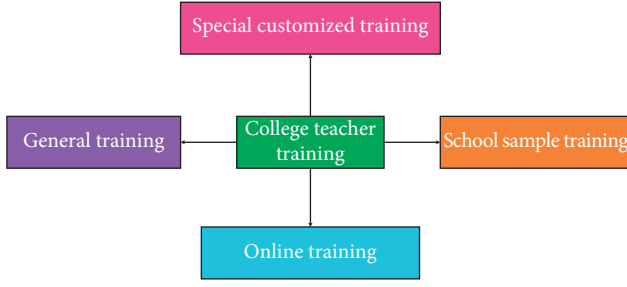 Special customized training
General training
College teacher
training
School sample training
Online training